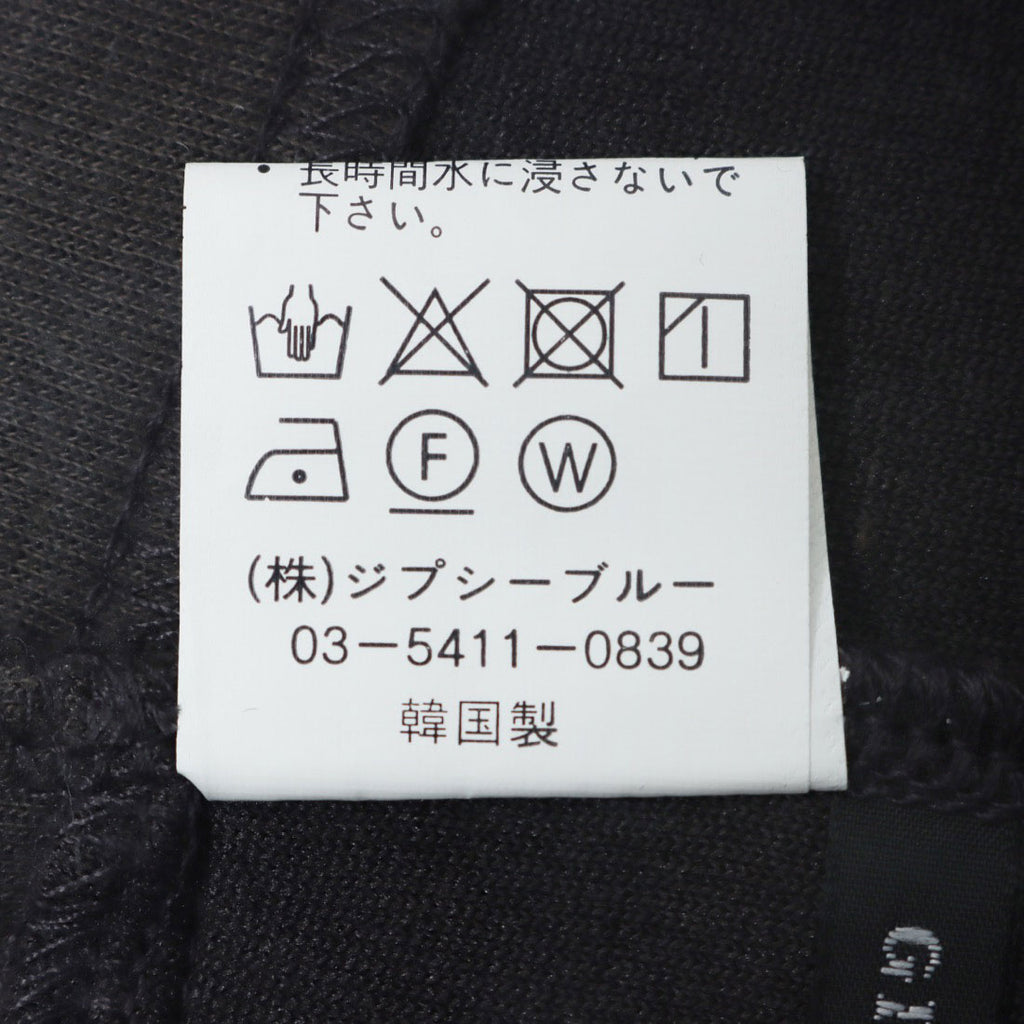 ・ 長時間水に浸さないで
下さい。
F
W
(株)ジプシーブルー
03-5411-0839
韓国製